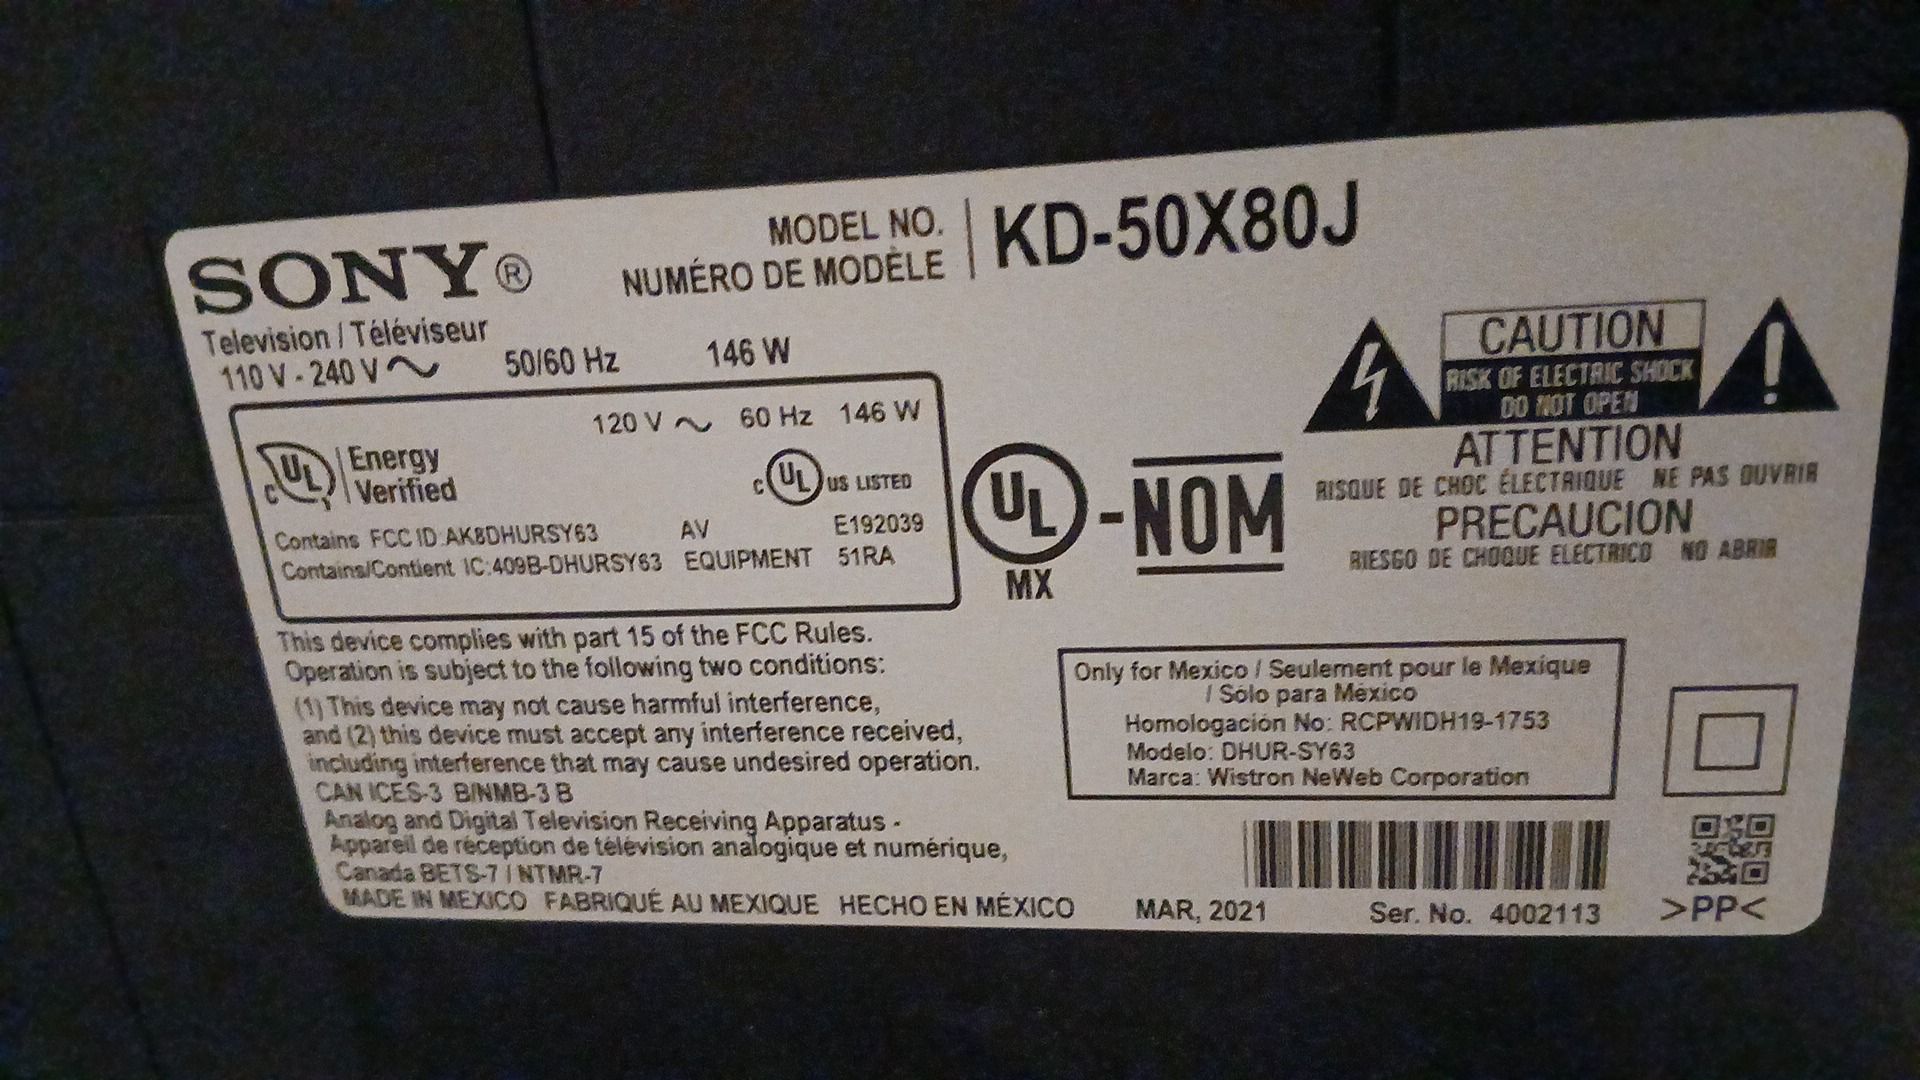 SONY®
MODEL NO.
NUMÉRO DE MODÈLE
KD-50X80J
Television / Téléviseur
110 V - 240 V ~ 50/60 Hz 146 W
120 V ~ 60 Hz 146 W
c UL Energy Verified
c UL US LISTED
Contains FCC ID:AK8DHURSY63
Contains/Contient IC:409B-DHURSY63
AV
EQUIPMENT
E192039
51RA
UL-NOM
MX
CAUTION
RISK OF ELECTRIC SHOCK
DO NOT OPEN
ATTENTION
RISQUE DE CHOC ÉLECTRIQUE NE PAS OUVRIR
PRECAUCION
RIESGO DE CHOQUE ELECTRICO NO ABRIR
This device complies with part 15 of the FCC Rules.
Operation is subject to the following two conditions:
(1) This device may not cause harmful interference,
and (2) this device must accept any interference received,
including interference that may cause undesired operation.
CAN ICES-3 B/NMB-3 B
Analog and Digital Television Receiving Apparatus -
Appareil de réception de télévision analogique et numérique,
Canada BETS-7 / NTMR-7
MADE IN MEXICO FABRIQUÉ AU MEXIQUE HECHO EN MÉXICO
Only for Mexico / Seulement pour le Mexique
/ Sólo para México
Homologación No: RCPWIDH19-1753
Modelo: DHUR-SY63
Marca: Wistron NeWeb Corporation
MAR, 2021
Ser. No. 4002113
>PP<